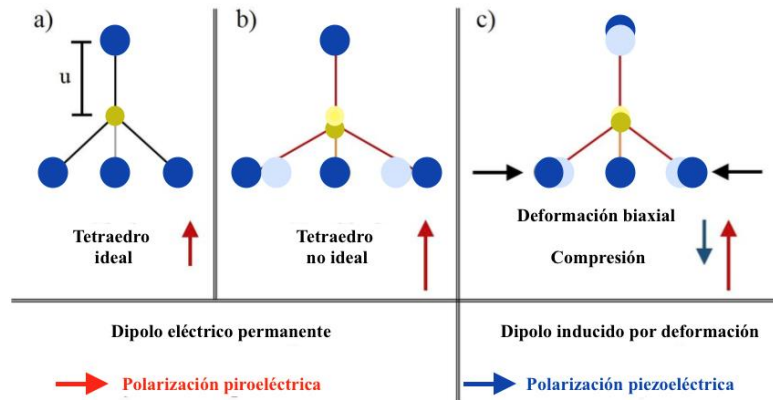 a)
b)
c)
u
Tetraedro
ideal
Tetraedro
no ideal
Deformación biaxial
Compresión
Dipolo eléctrico permanente
Dipolo inducido por deformación
Polarización piroeléctrica
Polarización piezoeléctrica